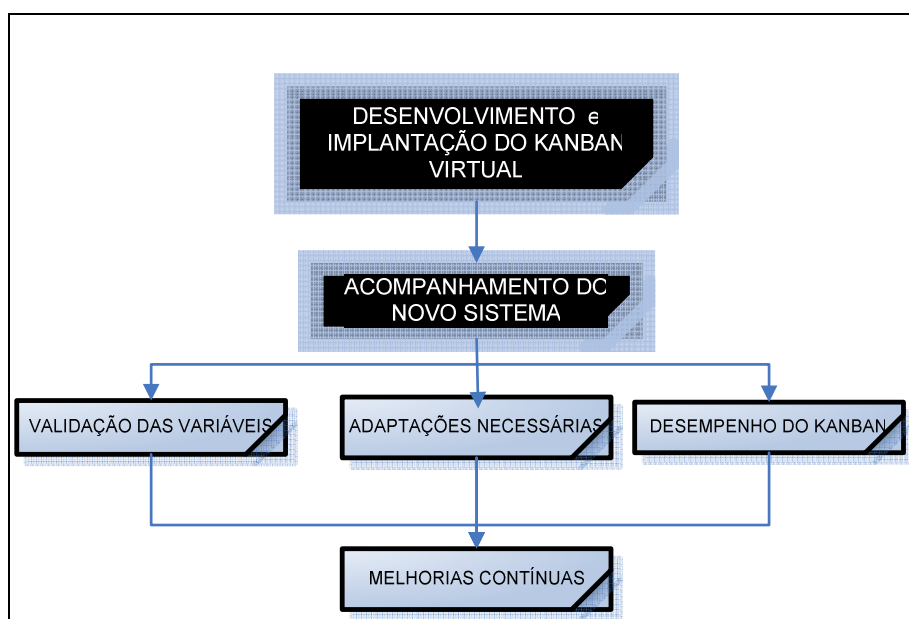 DESENVOLVIMENTO e
IMPLANTAÇÃO DO KANBAN
VIRTUAL
ACOMPANHAMENTO DO
NOVO SISTEMA
VALIDAÇÃO DAS VARIÁVEIS
ADAPTAÇÕES NECESSÁRIAS
DESEMPENHO DO KANBAN
MELHORIAS CONTÍNUAS